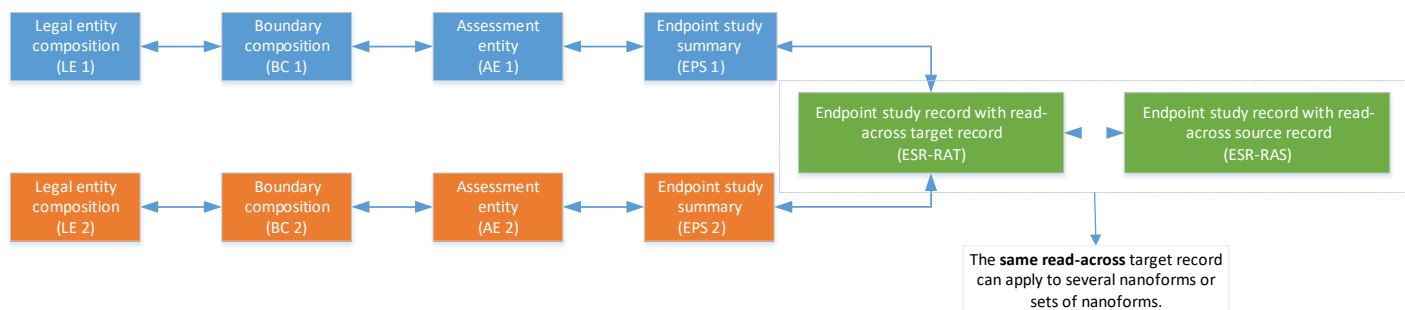 Legal entity
composition
(LE 1)
Boundary
composition
(BC 1)
Assessment
entity
(AE 1)
Endpoint study
summary
(EPS 1)
Endpoint study record with read-
across target record
(ESR-RAT)
Endpoint study record with read-
across source record
(ESR-RAS)
Legal entity
composition
(LE 2)
Boundary
composition
(BC 2)
Assessment
entity
(AE 2)
Endpoint study
summary
(EPS 2)
The same read-across target record
can apply to several nanoforms or
sets of nanoforms.